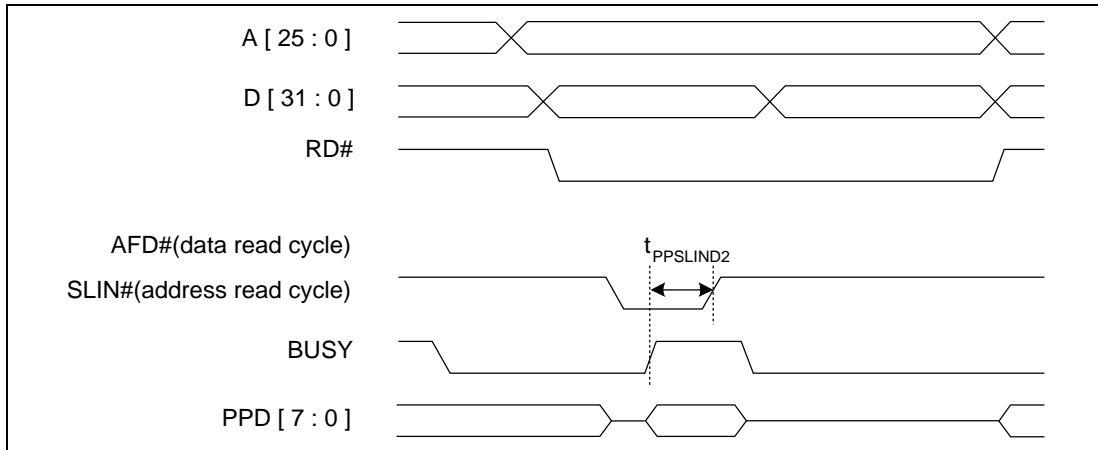 A [ 25 : 0 ]
D [ 31 : 0 ]
RD#
AFD#(data read cycle)
tPPSLIND2
SLIN#(address read cycle)
BUSY
PPD [ 7 : 0 ]